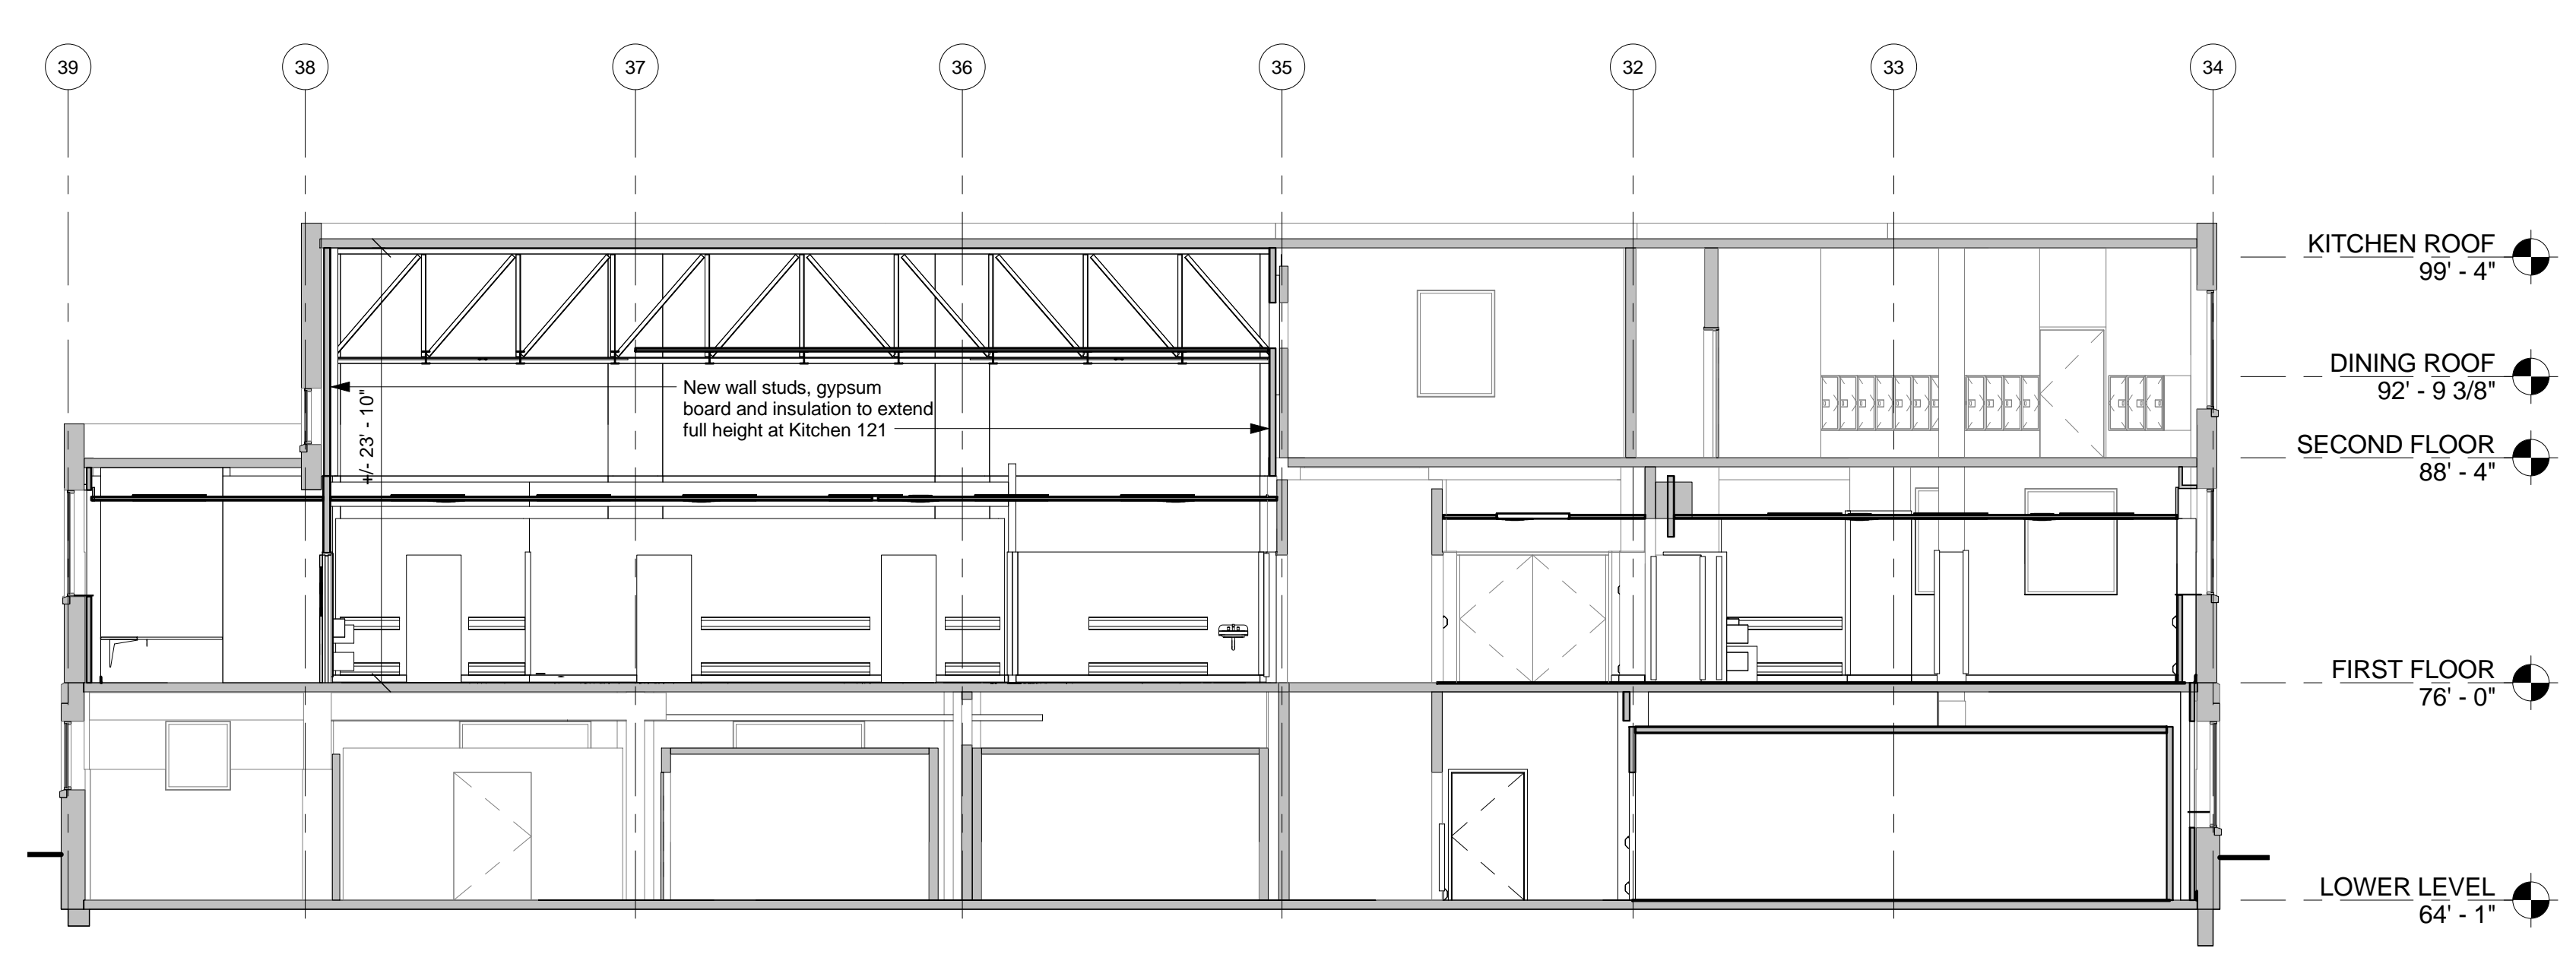 39 38 37 36 35 32 33 34
KITCHEN ROOF
99' - 4"
DINING ROOF
92' - 9 3/8"
New wall studs, gypsum
board and insulation to extend
full height at Kitchen 121
+/- 23' - 10"
SECOND FLOOR
88' - 4"
FIRST FLOOR
76' - 0"
LOWER LEVEL
64' - 1"